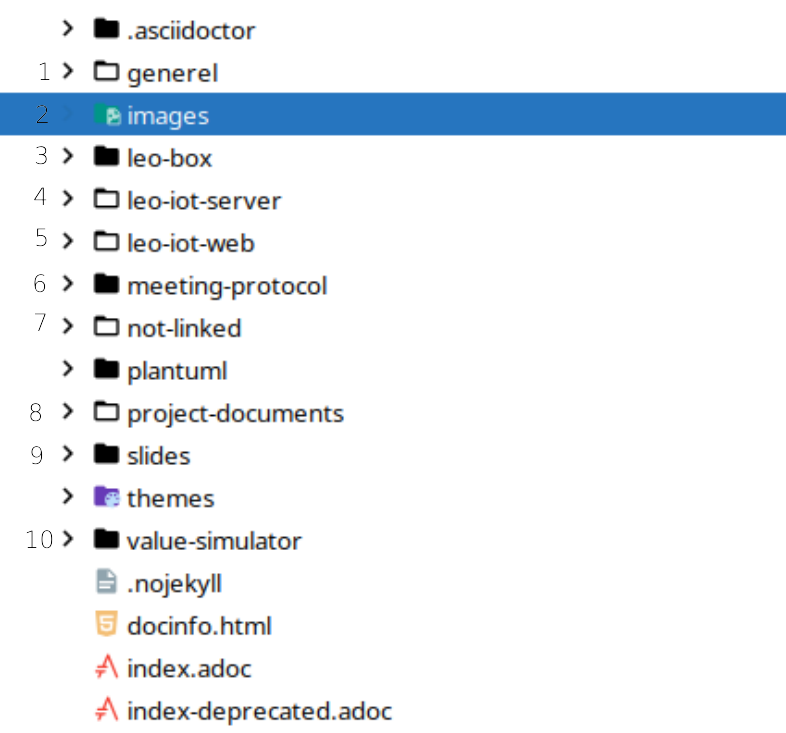 .asciidoctor
1 generel
2 images
3 leo-box
4 leo-iot-server
5 leo-iot-web
6 meeting-protocol
7 not-linked
plantuml
8 project-documents
9 slides
themes
10 value-simulator
.nojekyll
docinfo.html
index.adoc
index-deprecated.adoc